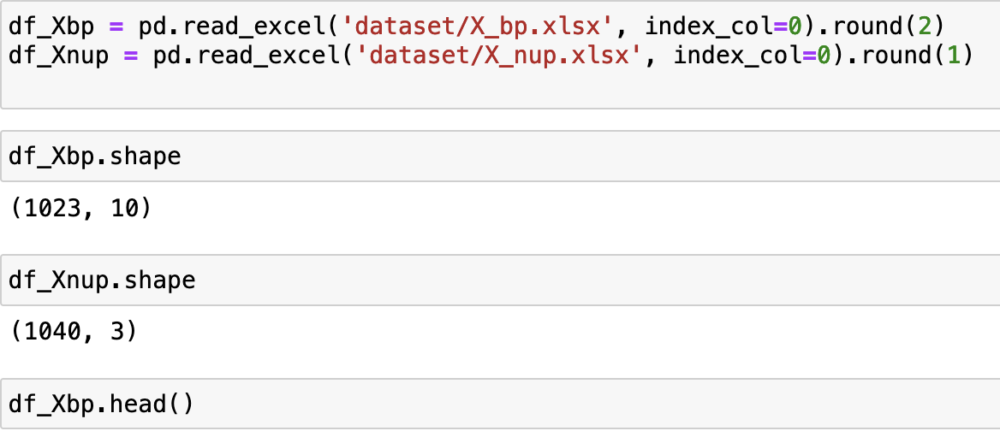 df_Xbp = pd.read_excel('dataset/X_bp.xlsx', index_col=0).round(2)
df_Xnup = pd.read_excel('dataset/X_nup.xlsx', index_col=0).round(1)
df_Xbp.shape
(1023, 10)
df_Xnup.shape
(1040, 3)
df_Xbp.head()